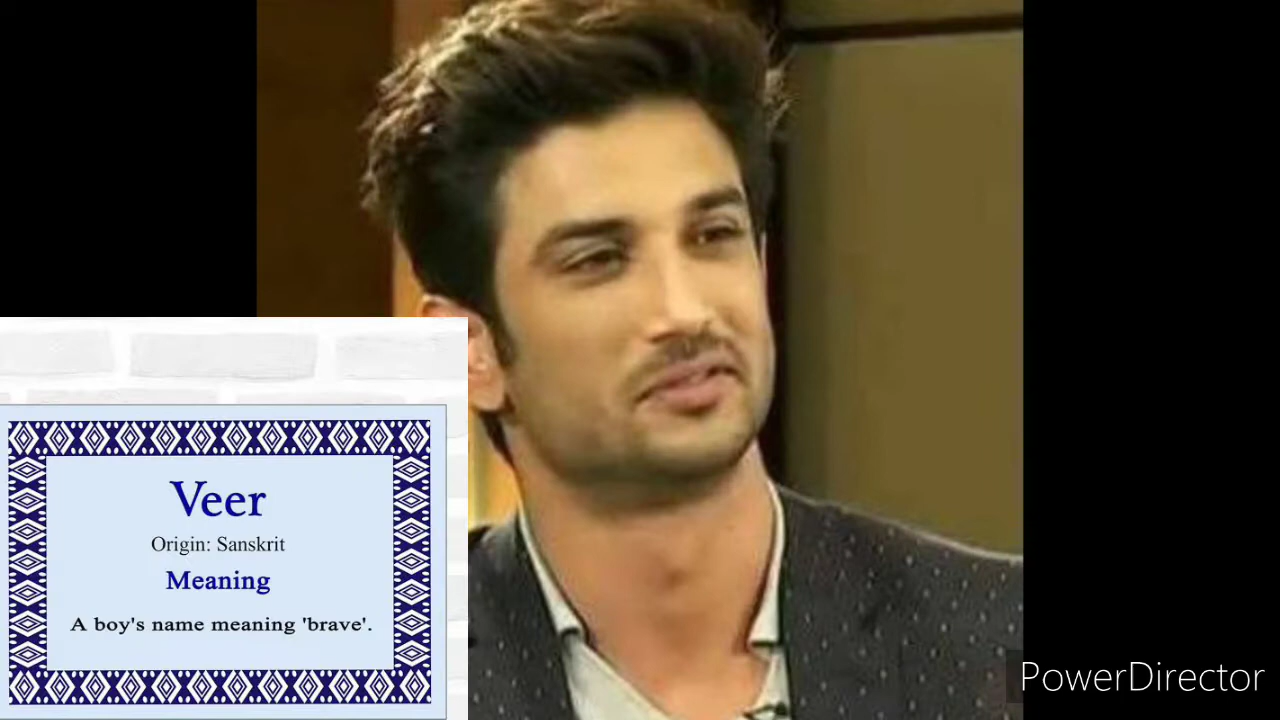 Veer
Origin: Sanskrit
Meaning
A boy's name meaning 'brave'.
PowerDirector